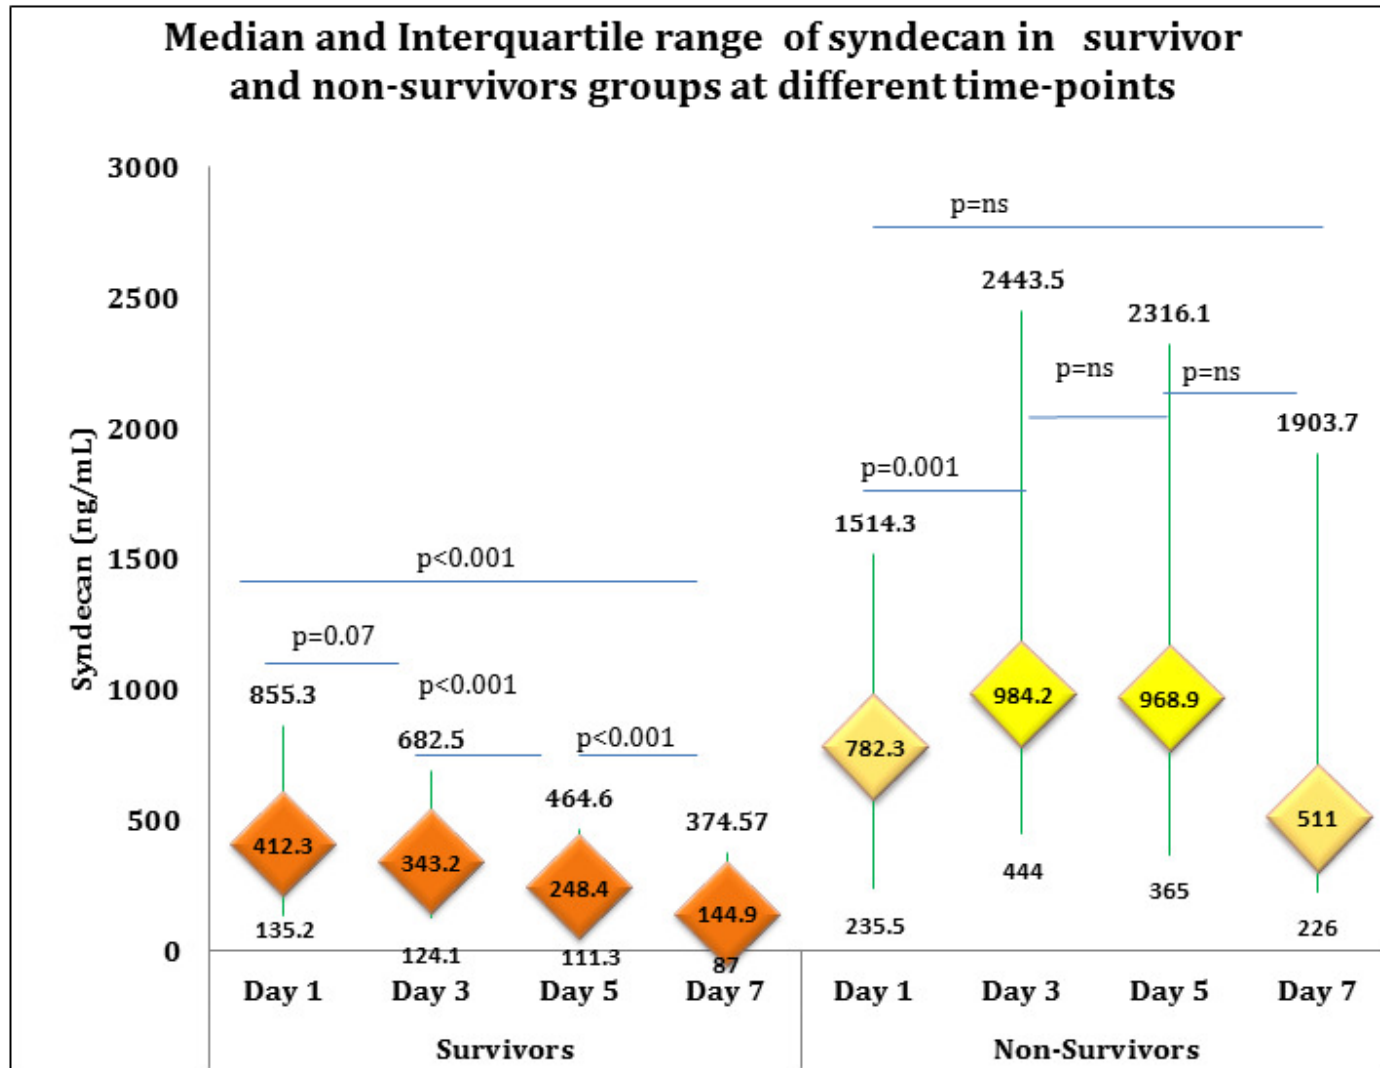 Median and Interquartile range of syndecan in survivor
and non-survivors groups at different time-points
Syndecan (ng/mL)
3000
2500
2000
1500
1000
500
0
p=ns
2443.5
2316.1
p=ns
p=ns
1903.7
p=0.001
1514.3
p<0.001
p=0.07
855.3
p<0.001
682.5
p<0.001
464.6
374.57
412.3
343.2
248.4
144.9
782.3
984.2
968.9
511
135.2
124.1
111.3
87
235.5
444
365
226
Day 1 Day 3 Day 5 Day 7 Day 1 Day 3 Day 5 Day 7
Survivors Non-Survivors